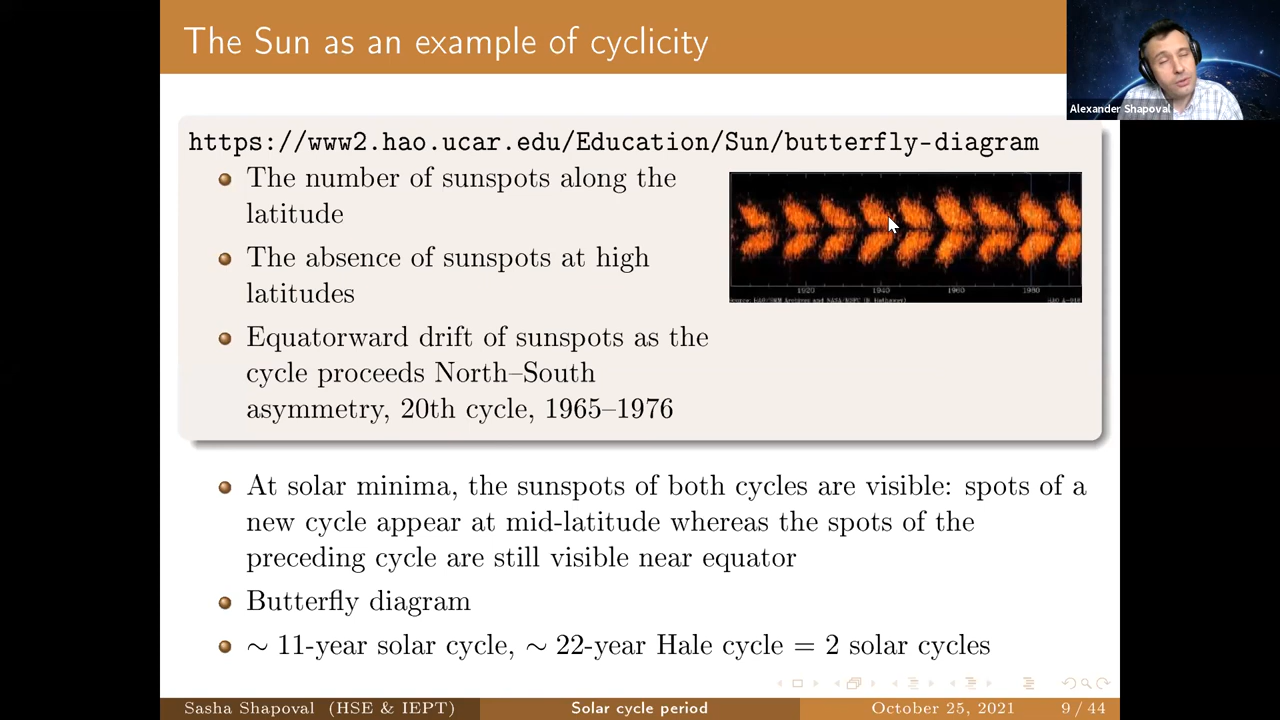 The Sun as an example of cyclicity
Alexander Shapoval
https://www2.hao.ucar.edu/Education/Sun/butterfly-diagram
The number of sunspots along the
latitude
The absence of sunspots at high
latitudes
Equatorward drift of sunspots as the
cycle proceeds North–South
asymmetry, 20th cycle, 1965–1976
1920 1940 1960 1980
At solar minima, the sunspots of both cycles are visible: spots of a
new cycle appear at mid-latitude whereas the spots of the
preceding cycle are still visible near equator
Butterfly diagram
∼ 11-year solar cycle, ∼ 22-year Hale cycle = 2 solar cycles
Sasha Shapoval (HSE & IEPT) Solar cycle period October 25, 2021 9 / 44